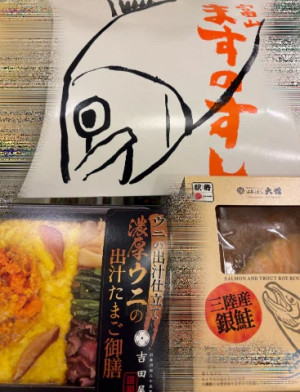 富山
ますのすし
ウニの出汁仕立て
濃厚ウニの
出汁たまご御膳
吉田屋
駅弁
SALMON AND TROUT BOX BEN
三陸産
銀鮭